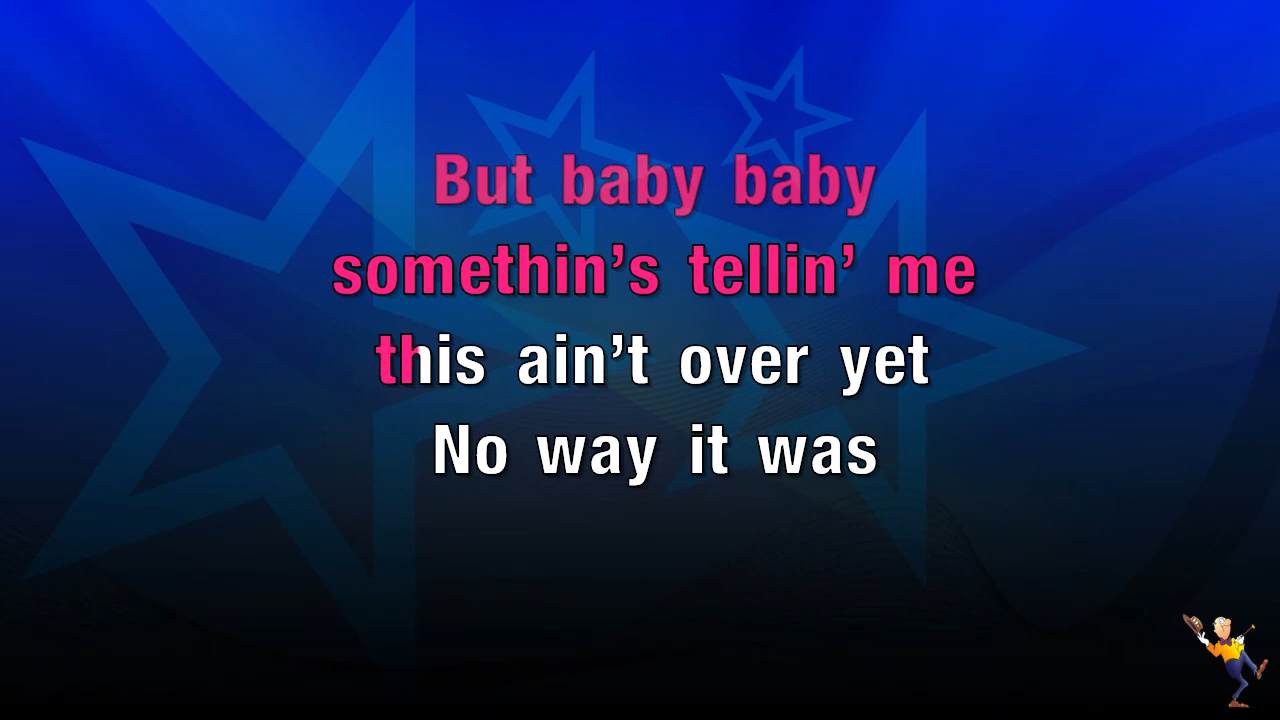 But baby baby
somethin’s tellin’ me
this ain’t over yet
No way it was